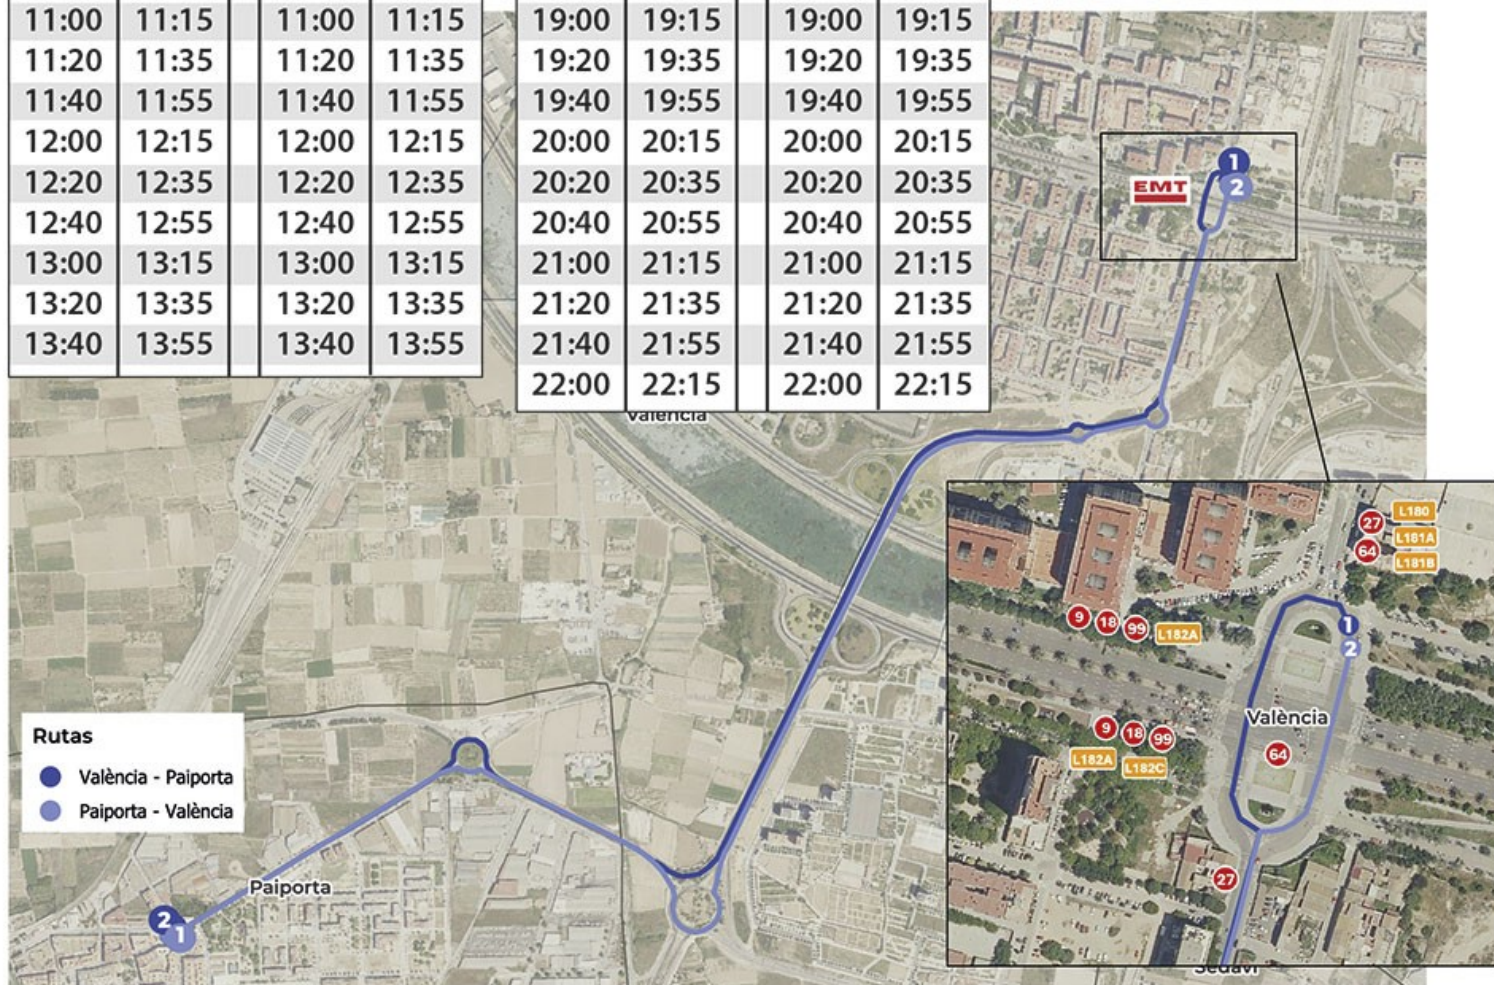 11:00 11:15 11:00 11:15
11:20 11:35 11:20 11:35
11:40 11:55 11:40 11:55
12:00 12:15 12:00 12:15
12:20 12:35 12:20 12:35
12:40 12:55 12:40 12:55
13:00 13:15 13:00 13:15
13:20 13:35 13:20 13:35
13:40 13:55 13:40 13:55
19:00 19:15 19:00 19:15
19:20 19:35 19:20 19:35
19:40 19:55 19:40 19:55
20:00 20:15 20:00 20:15
20:20 20:35 20:20 20:35
20:40 20:55 20:40 20:55
21:00 21:15 21:00 21:15
21:20 21:35 21:20 21:35
21:40 21:55 21:40 21:55
22:00 22:15 22:00 22:15
1
EMT 2
València
27 L180
L181A
64 L181B
9 18 99 L182A
1
2
València
9 18 99
L182A L182C
64
27
Sedaví
Rutas
València - Paiporta
Paiporta - València
Paiporta
2
1